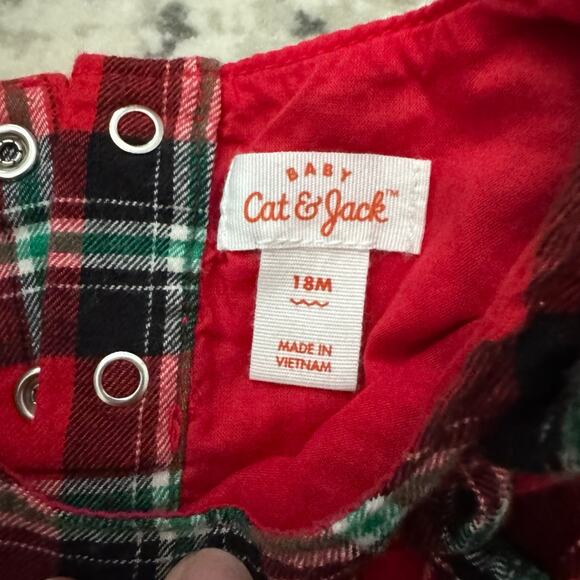 BABY
Cat & Jack™
18M
MADE IN
VIETNAM